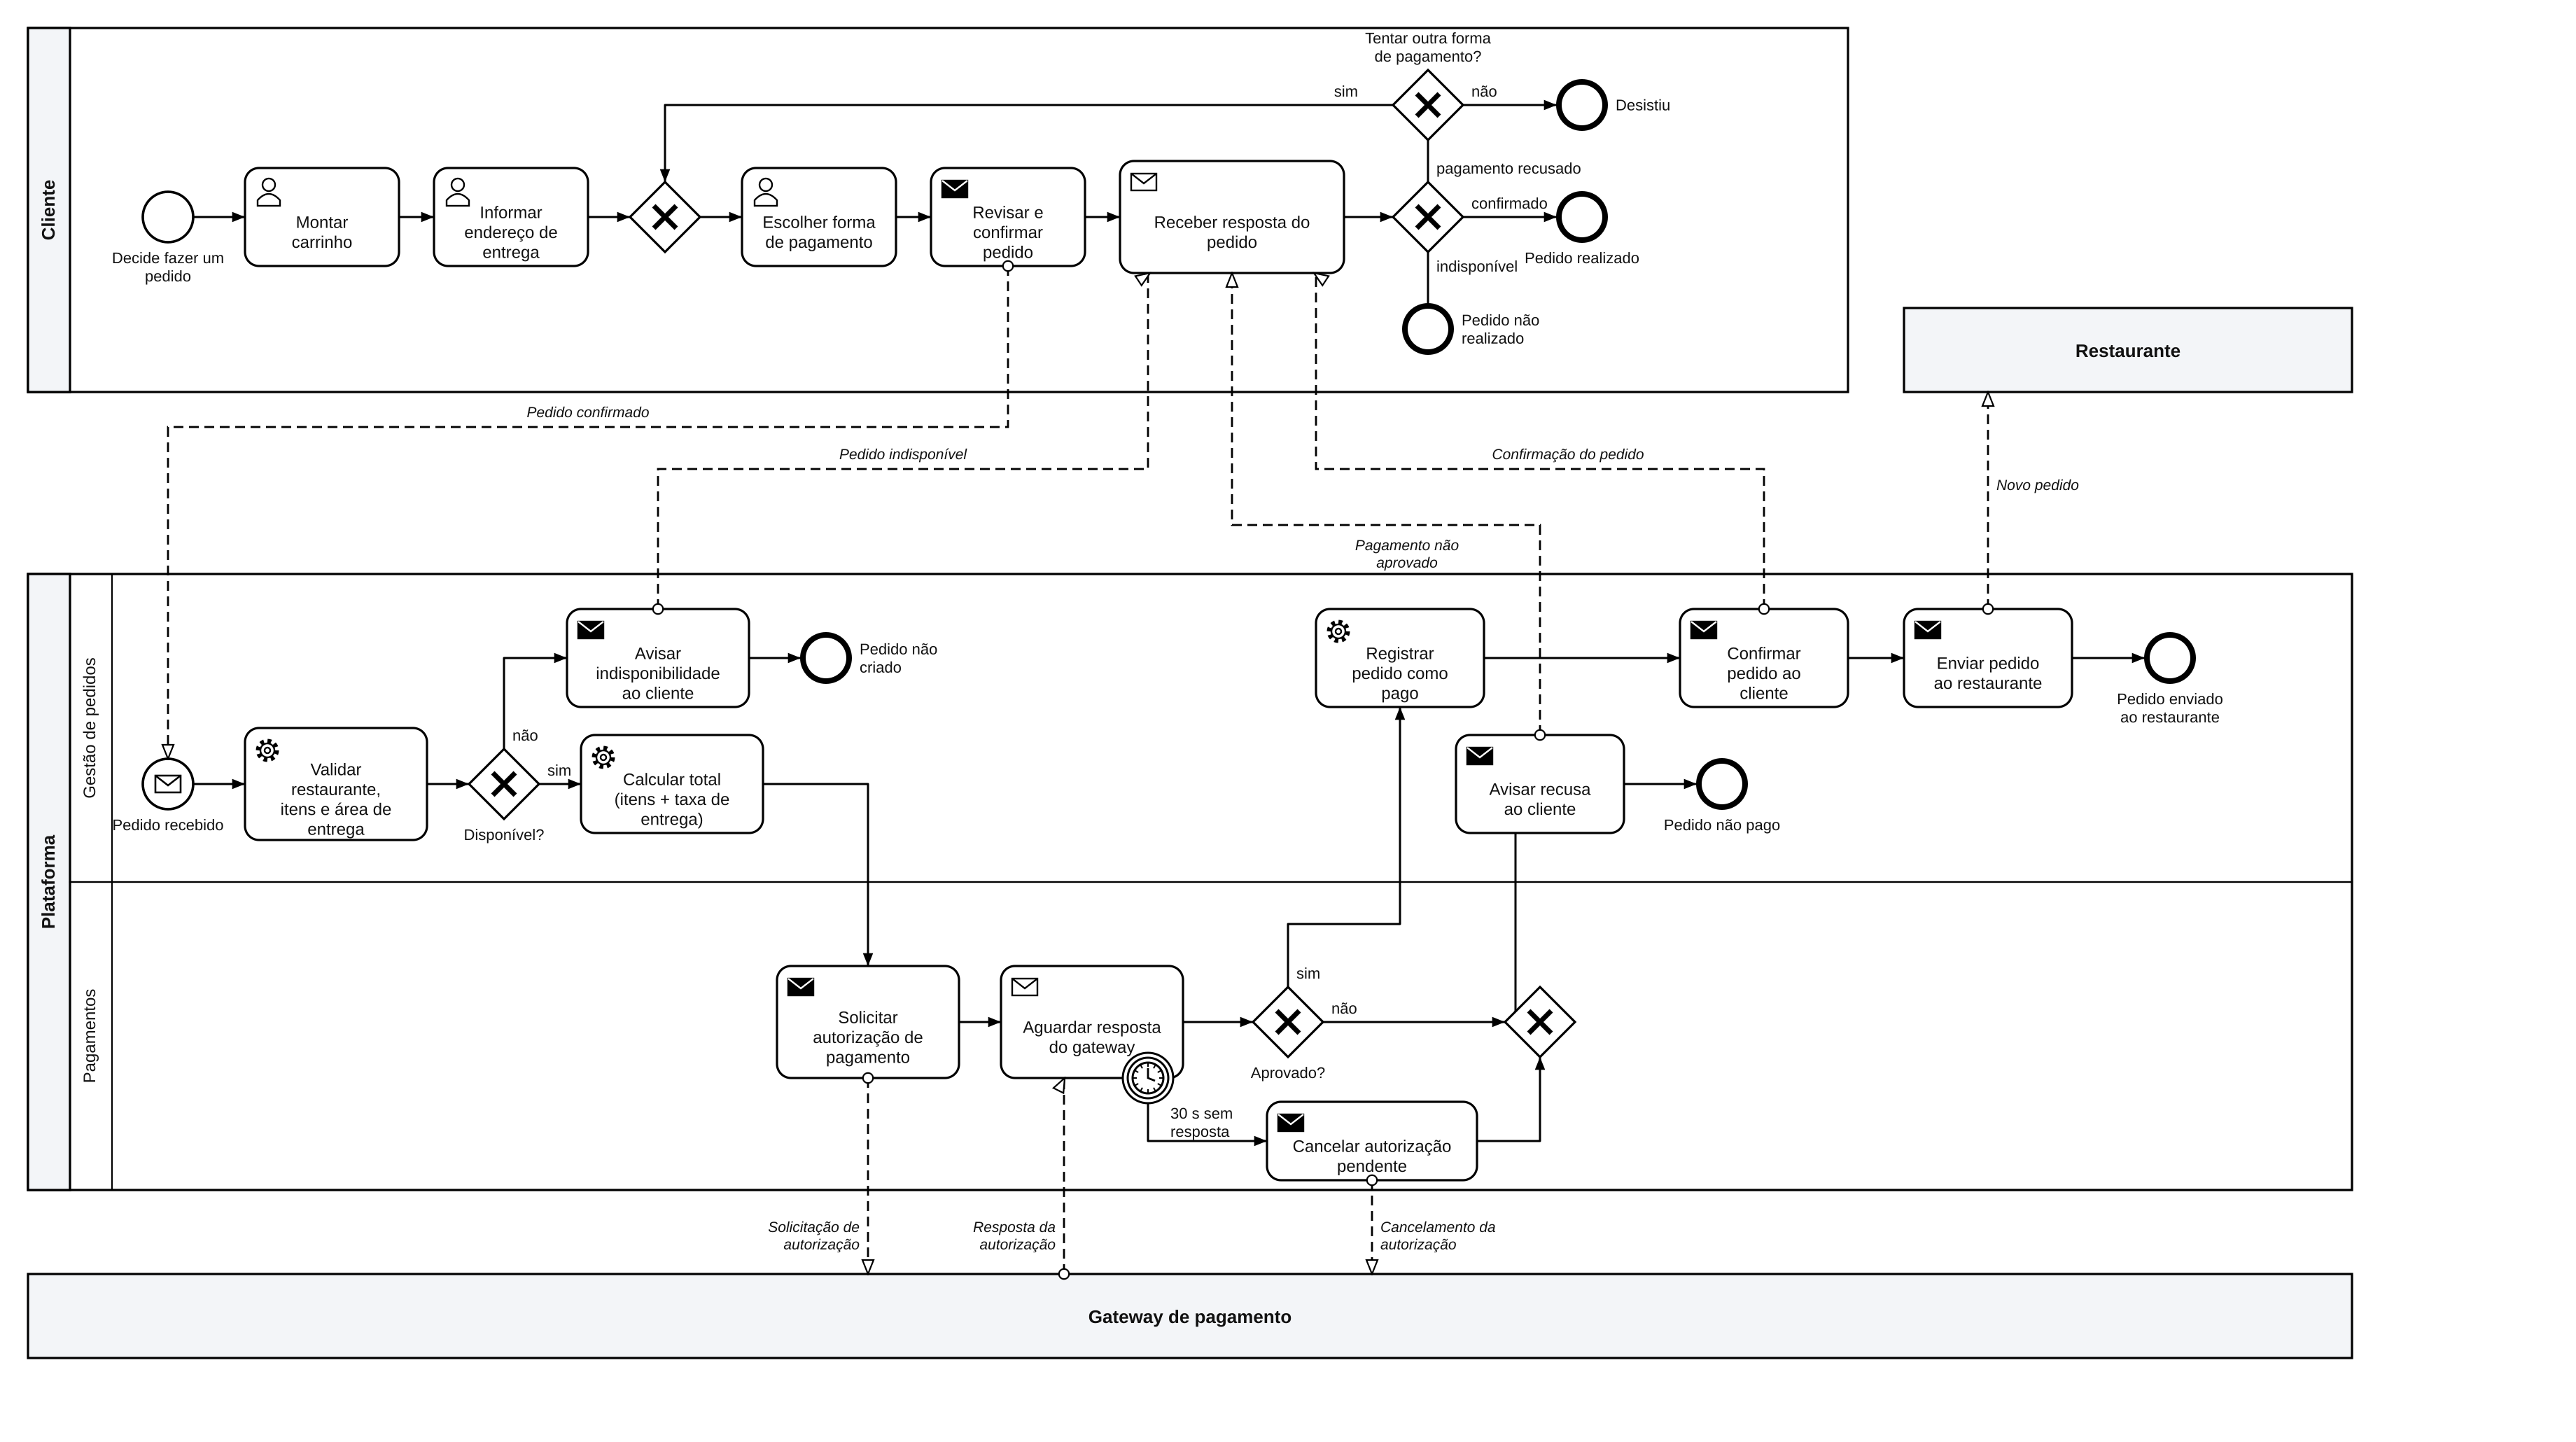 Cliente
Tentar outra forma
de pagamento?
sim
não
Desistiu
pagamento recusado
confirmado
Pedido realizado
indisponível
Pedido não
realizado
Decide fazer um
pedido
Montar
carrinho
Informar
endereço de
entrega
Escolher forma
de pagamento
Revisar e
confirmar
pedido
Receber resposta do
pedido
Restaurante
Pedido confirmado
Pedido indisponível
Confirmação do pedido
Novo pedido
Pagamento não
aprovado
Plataforma
Gestão de pedidos
Pedido recebido
Validar
restaurante,
itens e área de
entrega
Disponível?
não
sim
Avisar
indisponibilidade
ao cliente
Pedido não
criado
Calcular total
(itens + taxa de
entrega)
Registrar
pedido como
pago
Confirmar
pedido ao
cliente
Enviar pedido
ao restaurante
Pedido enviado
ao restaurante
Avisar recusa
ao cliente
Pedido não pago
Pagamentos
Solicitar
autorização de
pagamento
Aguardar resposta
do gateway
sim
não
Aprovado?
30 s sem
resposta
Cancelar autorização
pendente
Solicitação de
autorização
Resposta da
autorização
Cancelamento da
autorização
Gateway de pagamento